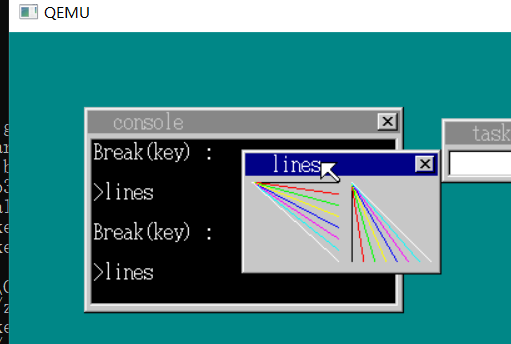 QEMU
console
Break(key) :
>lines
Break(key) :
>lines
lines
task